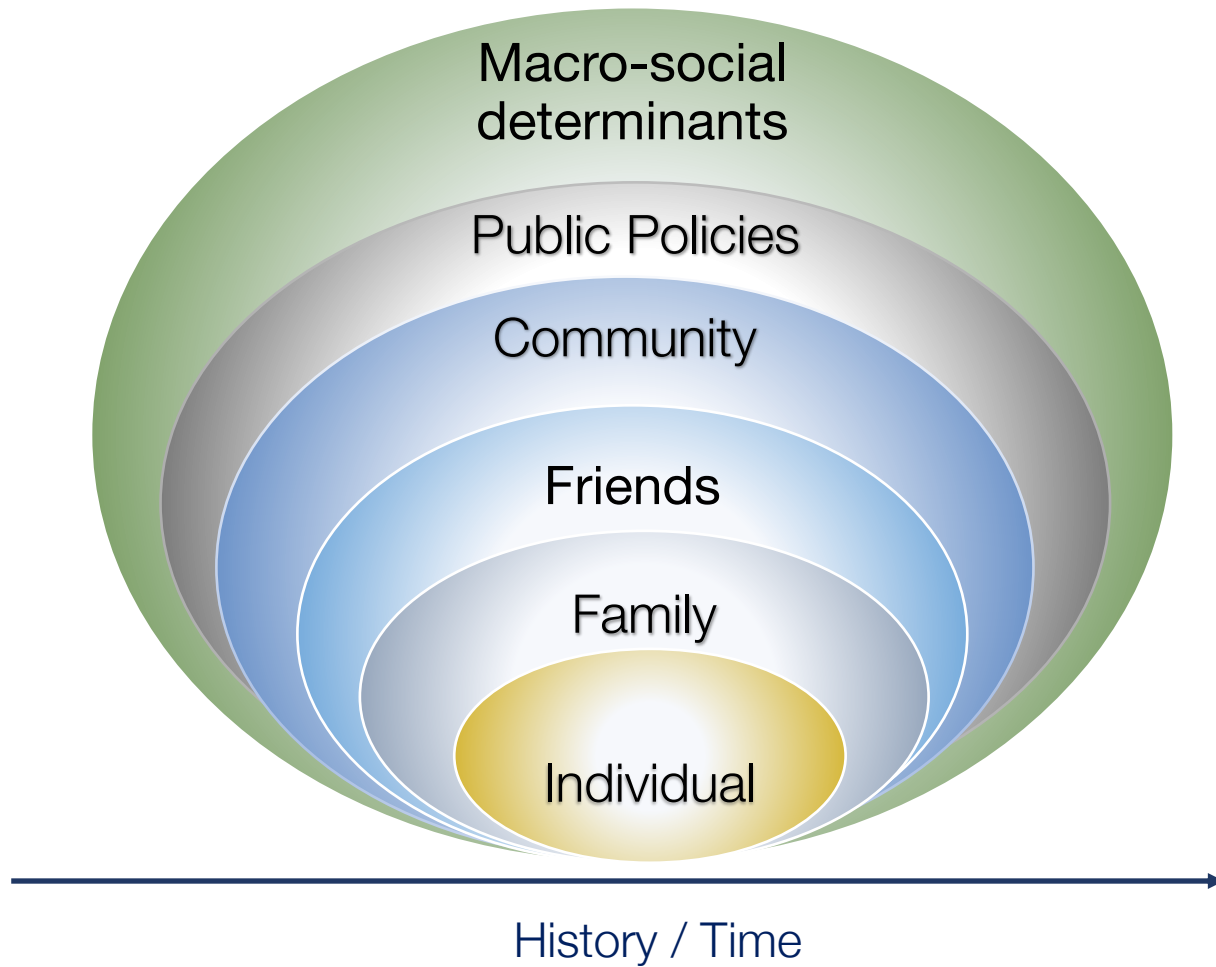 Macro-social
determinants
Public Policies
Community
Friends
Family
Individual
History / Time